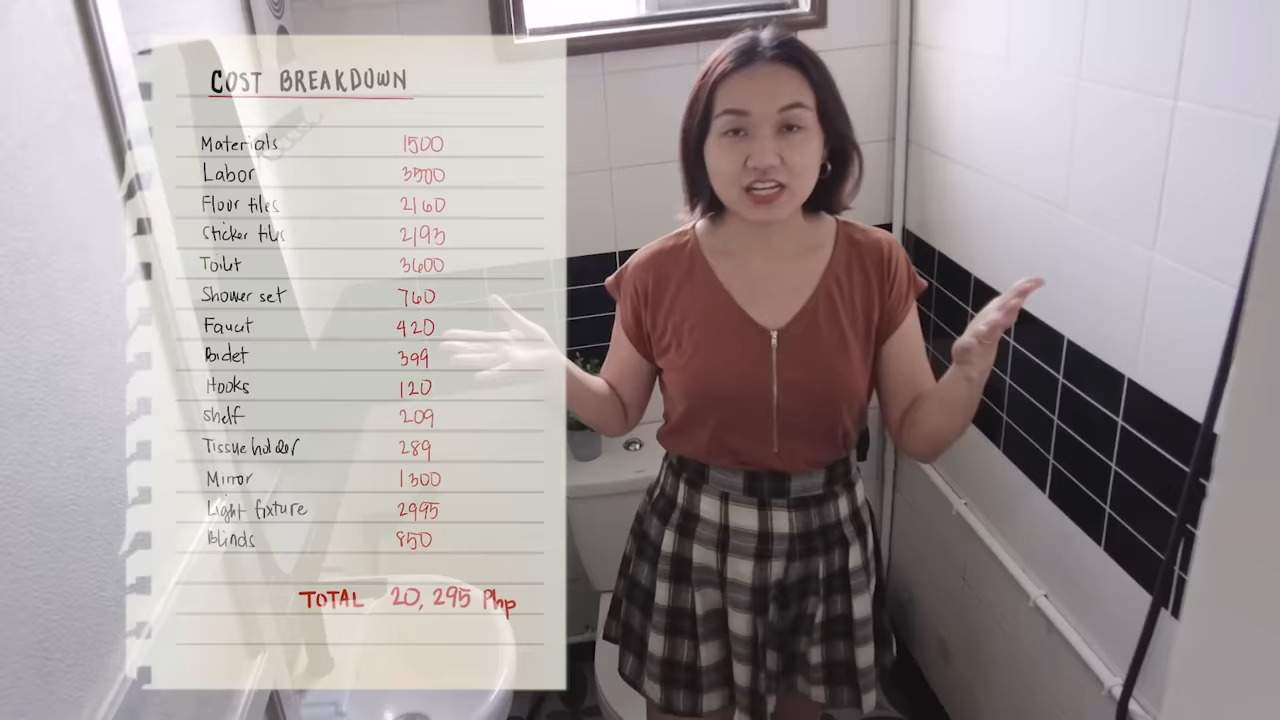 COST BREAKDOWN
Materials 1500
Labor 3500
Floor tiles 2160
Sticker tiles 2193
Toilet 3600
Shower set 760
Faucet 420
Bidet 399
Hooks 120
Shelf 209
Tissue holder 289
Mirror 1300
Light fixture 2995
Blinds 850
TOTAL 20,295 Php